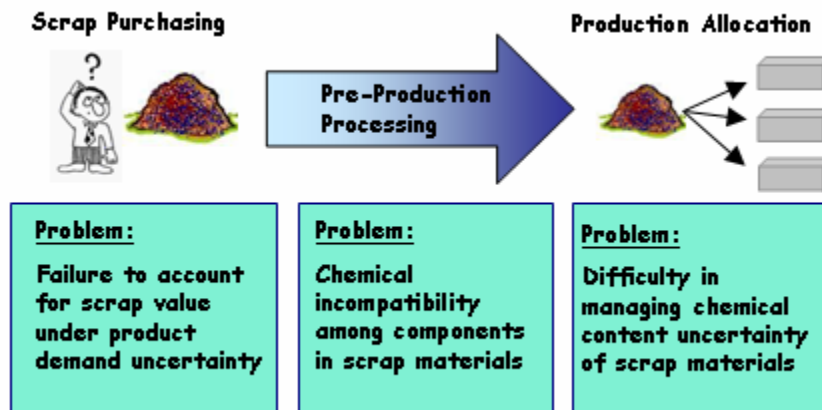 Scrap Purchasing
Production Allocation
?
Pre-Production
Processing
Problem:
Failure to account
for scrap value
under product
demand uncertainty
Problem:
Chemical
incompatibility
among components
in scrap materials
Problem:
Difficulty in
managing chemical
content uncertainty
of scrap materials